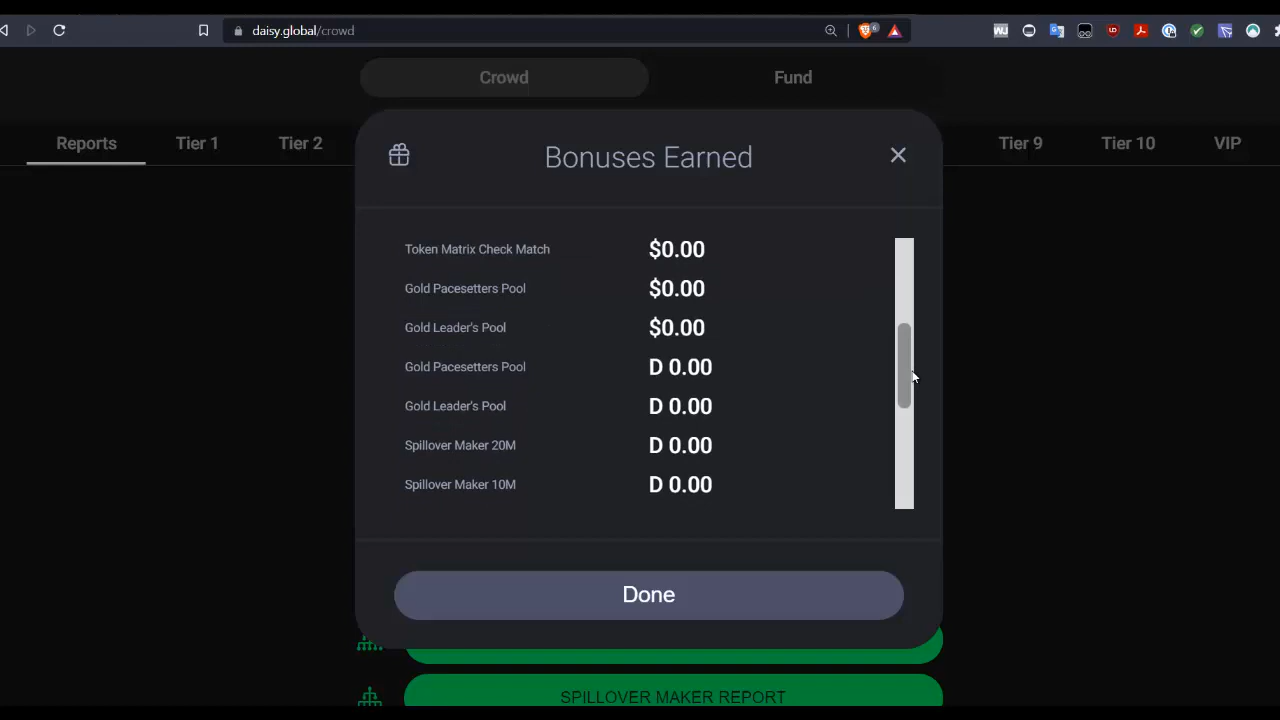 daisy.global/crowd
Crowd Fund
Reports Tier 1 Tier 2 Tier 9 Tier 10 VIP
Bonuses Earned
Token Matrix Check Match $0.00
Gold Pacesetters Pool $0.00
Gold Leader's Pool $0.00
Gold Pacesetters Pool D 0.00
Gold Leader's Pool D 0.00
Spillover Maker 20M D 0.00
Spillover Maker 10M D 0.00
Done
SPILLOVER MAKER REPORT